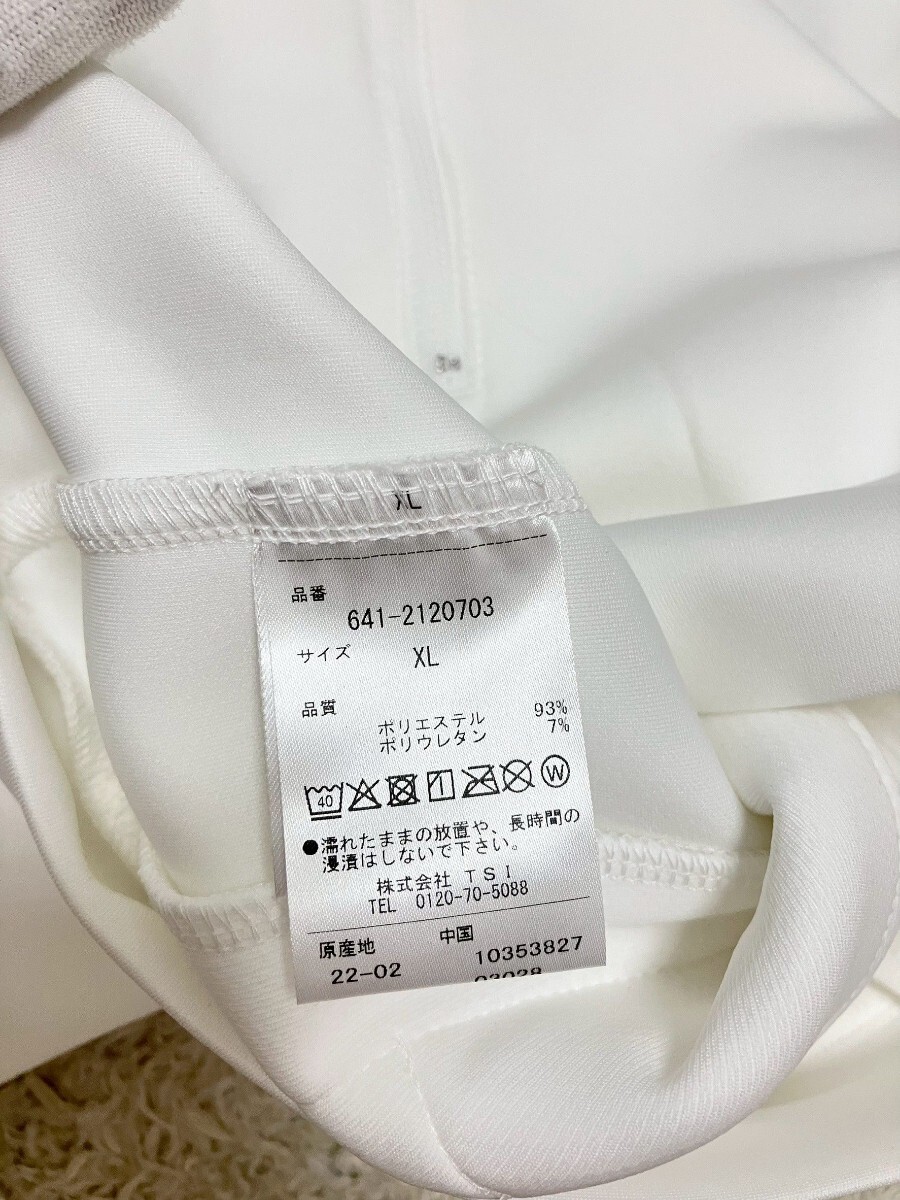 XL
品番
641-2120703
サイズ XL
品質
ポリエステル 93%
ポリウレタン 7%
40
W
●濡れたままの放置や、長時間の
浸漬はしないで下さい。
株式会社 TSI
TEL 0120-70-5088
原産地 中国
22-02 10353827
03028